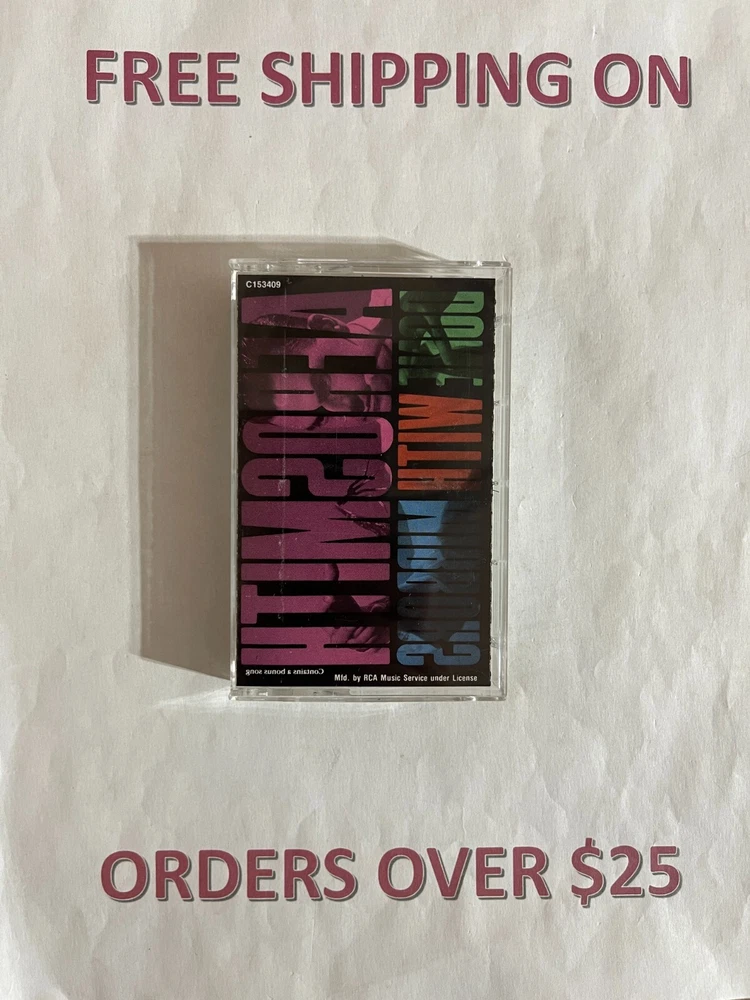 FREE SHIPPING ON
C153409
AEROSMITH
DONE WITH
MIRRORS
Contains a bonus song
Mfd. by RCA Music Service under License
ORDERS OVER $25